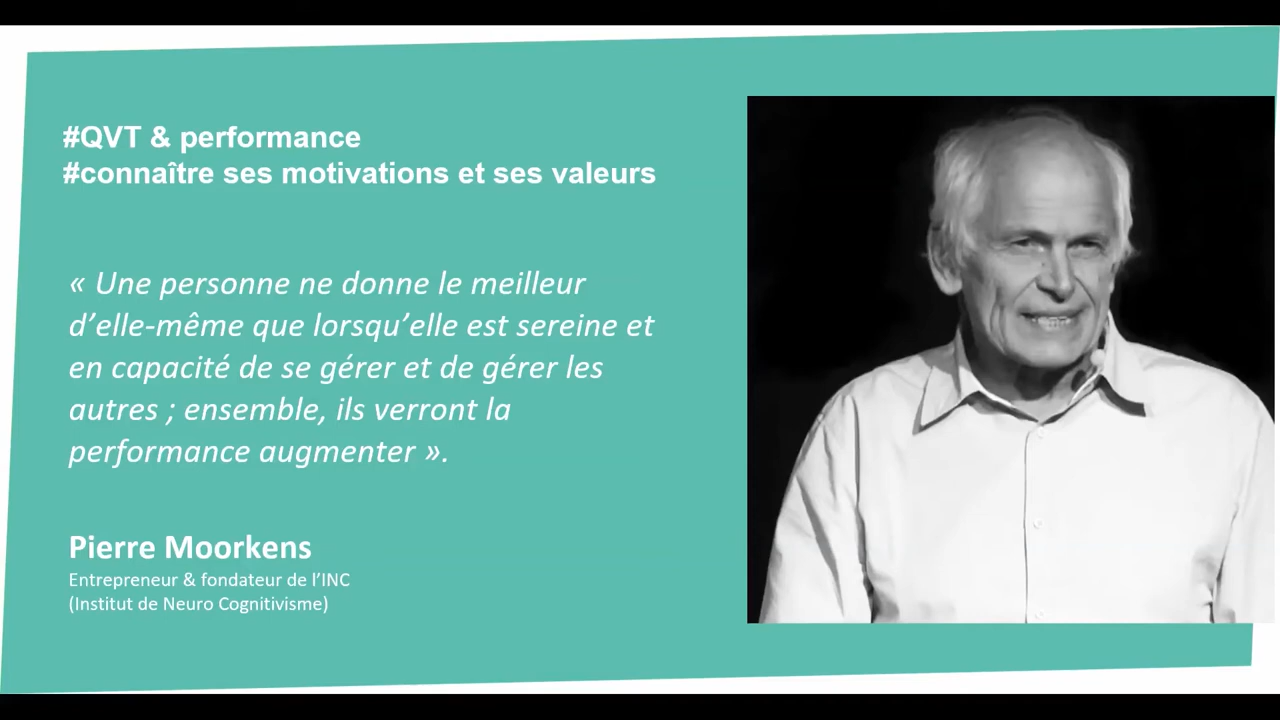 #QVT & performance
#connaître ses motivations et ses valeurs
« Une personne ne donne le meilleur
d’elle-même que lorsqu’elle est sereine et
en capacité de se gérer et de gérer les
autres ; ensemble, ils verront la
performance augmenter ».
Pierre Moorkens
Entrepreneur & fondateur de l’INC
(Institut de Neuro Cognitivisme)